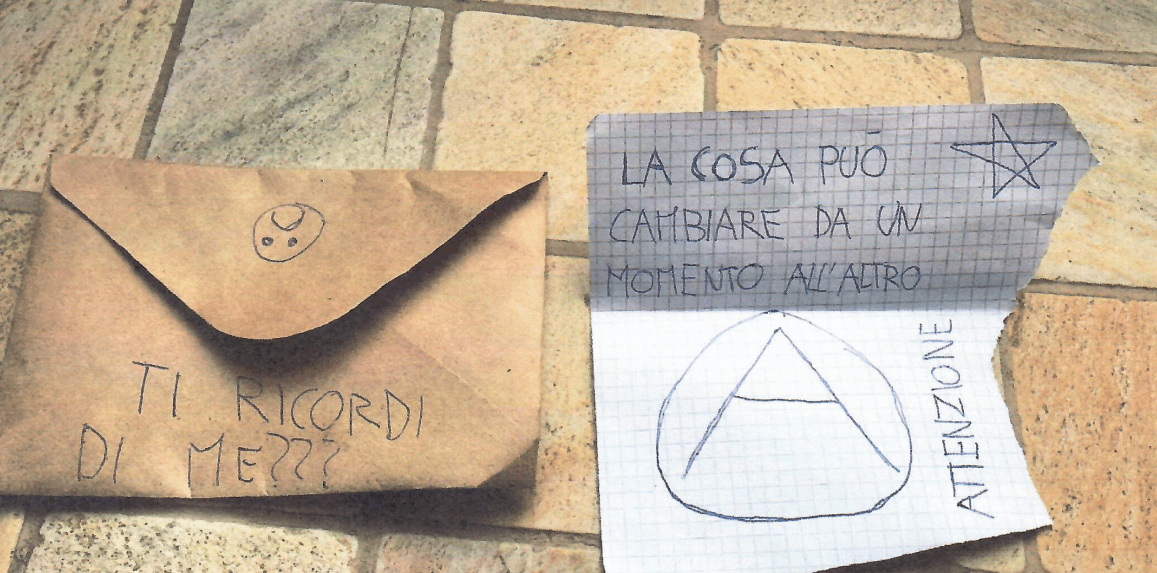 TI RICORDI
DI ME???
LA COSA PUÒ
CAMBIARE DA UN
MOMENTO ALL'ALTRO
ATTENZIONE